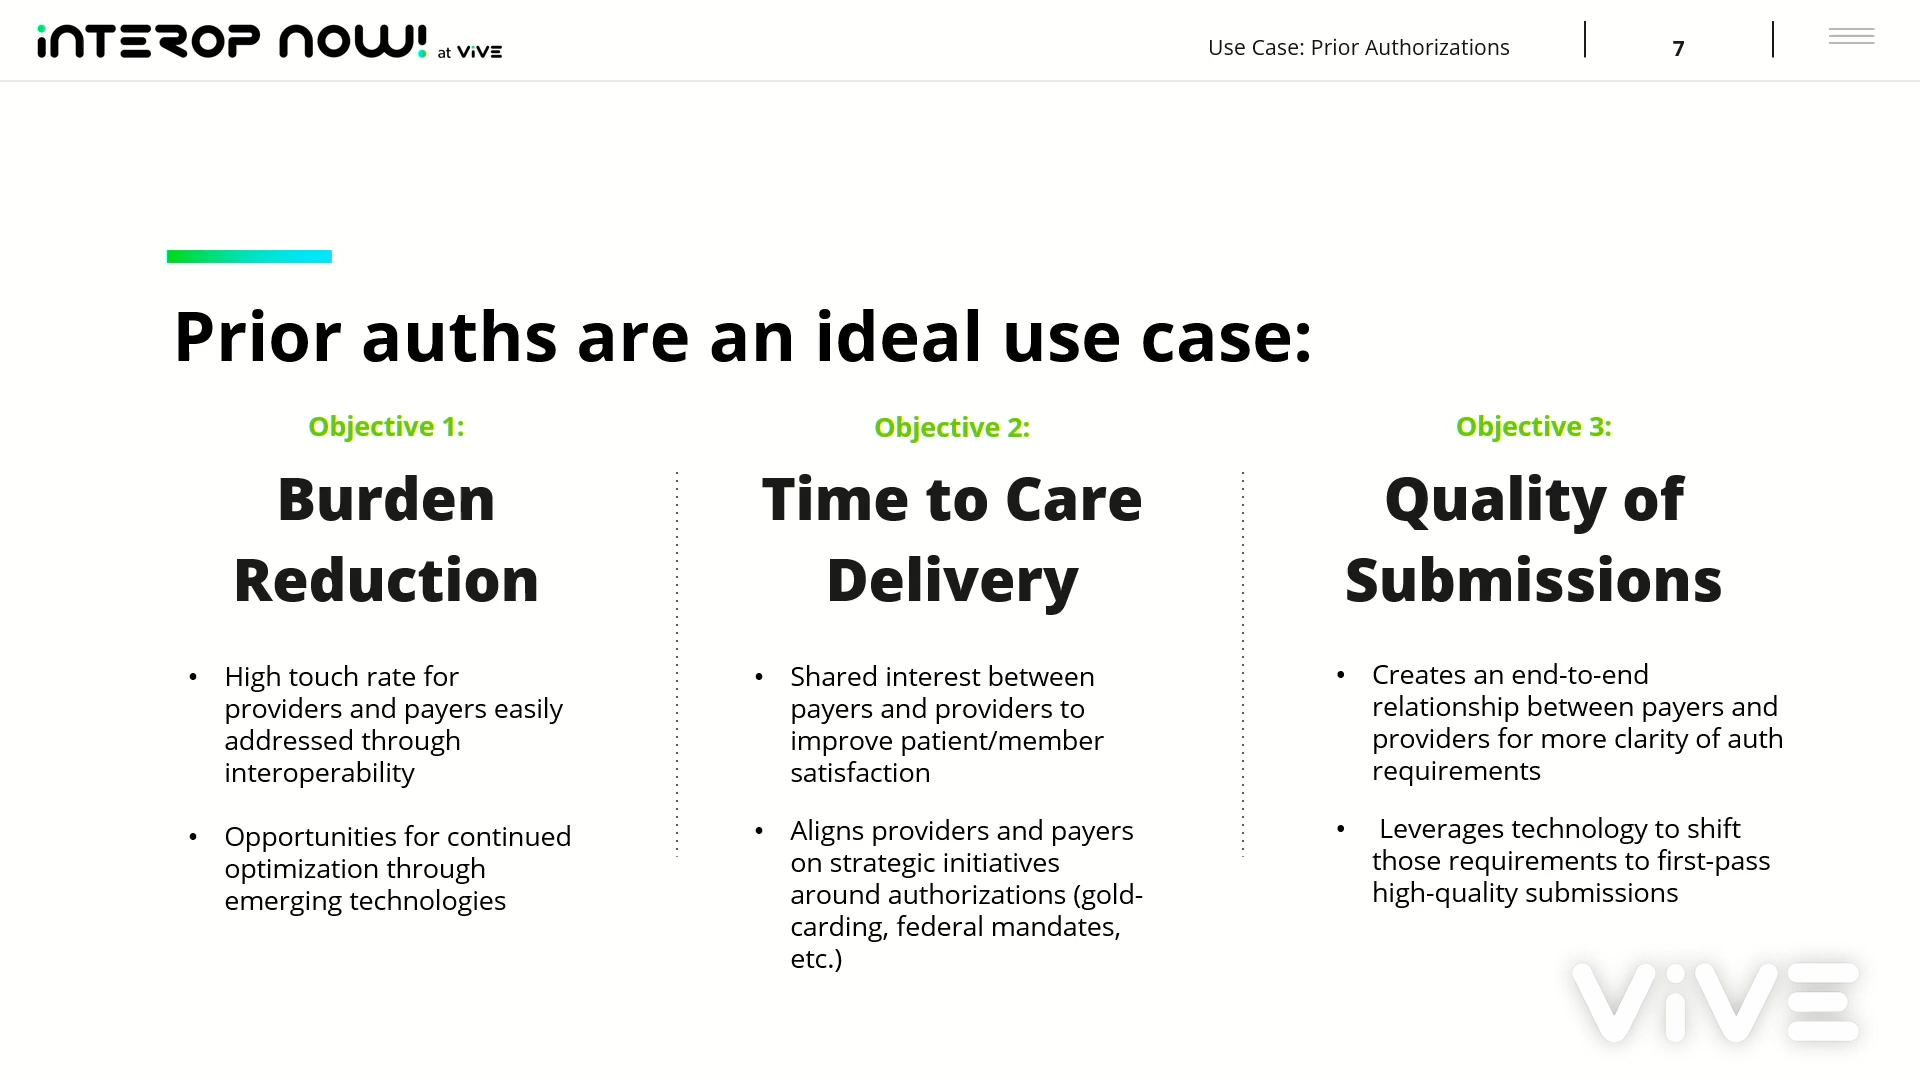 iNTEROP NOW! at ViVE
Use Case: Prior Authorizations
7
Prior auths are an ideal use case:
Objective 1:
Burden
Reduction
• High touch rate for
providers and payers easily
addressed through
interoperability
• Opportunities for continued
optimization through
emerging technologies
Objective 2:
Time to Care
Delivery
• Shared interest between
payers and providers to
improve patient/member
satisfaction
• Aligns providers and payers
on strategic initiatives
around authorizations (gold-
carding, federal mandates,
etc.)
Objective 3:
Quality of
Submissions
• Creates an end-to-end
relationship between payers and
providers for more clarity of auth
requirements
• Leverages technology to shift
those requirements to first-pass
high-quality submissions
ViVE